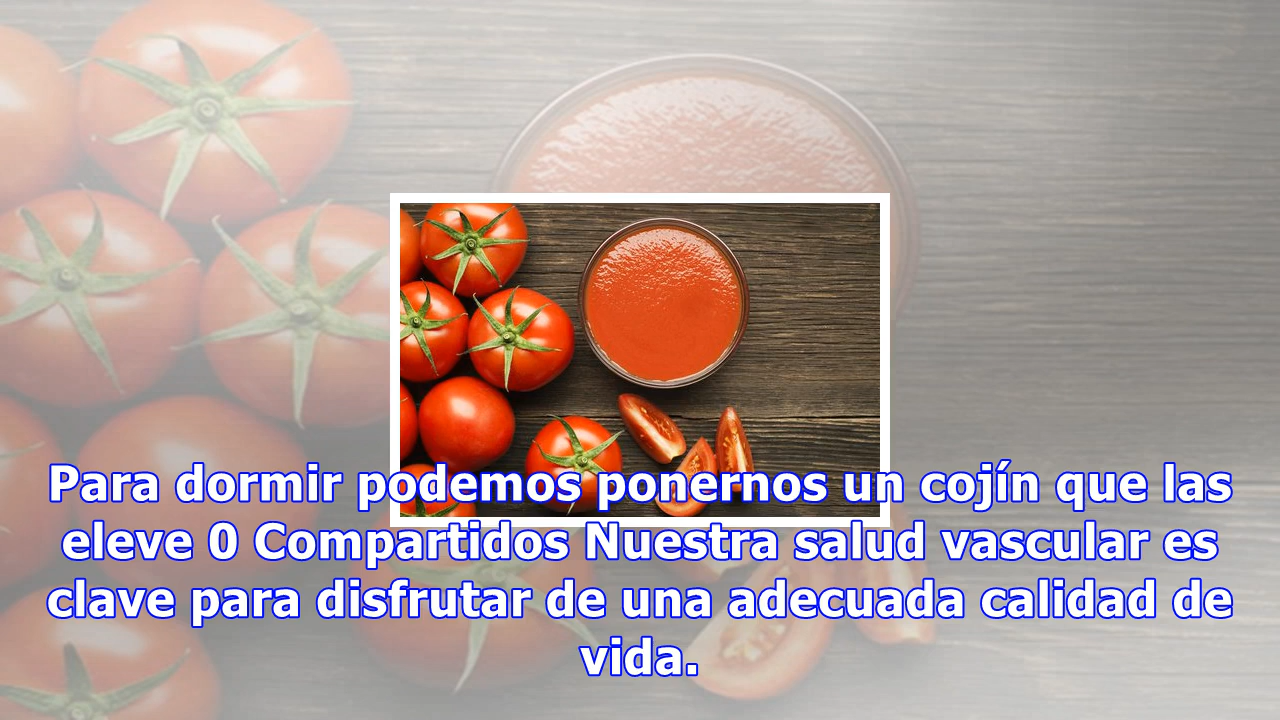 Para dormir podemos ponernos un cojín que las
eleve 0 Compartidos Nuestra salud vascular es
clave para disfrutar de una adecuada calidad de
vida.